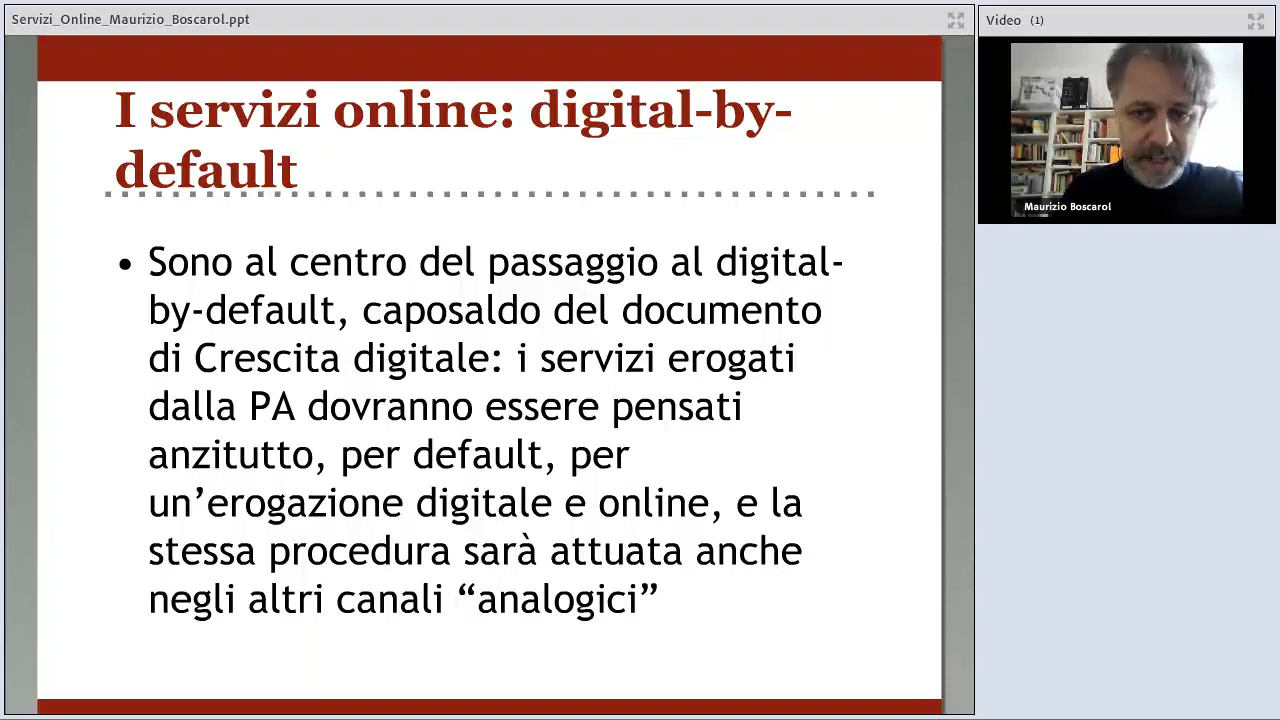 Servizi_Online_Maurizio_Boscarol.ppt
Video (1)
I servizi online: digital-by-
default
• Sono al centro del passaggio al digital-
by-default, caposaldo del documento
di Crescita digitale: i servizi erogati
dalla PA dovranno essere pensati
anzitutto, per default, per
un’erogazione digitale e online, e la
stessa procedura sarà attuata anche
negli altri canali “analogici”
Maurizio Boscarol